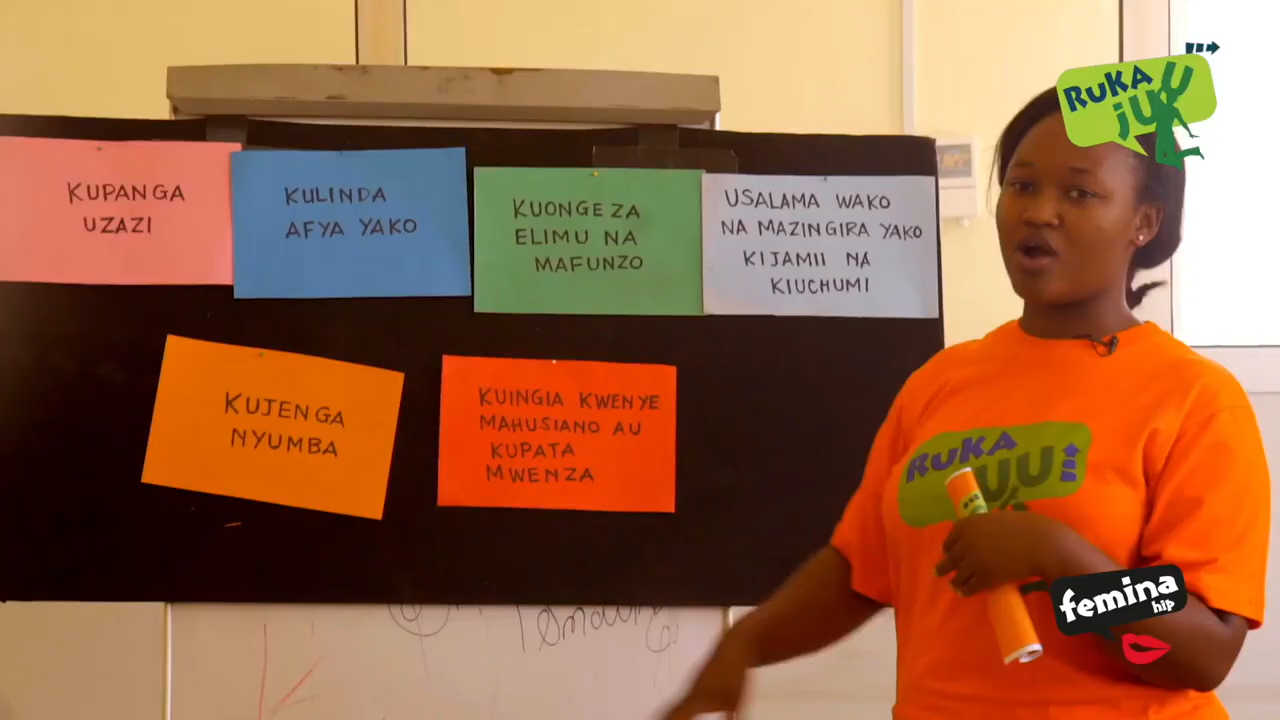 KUPANGA
UZAZI
KULINDA
AFYA YAKO
KUONGEZA
ELIMU NA
MAFUNZO
USALAMA WAKO
NA MAZINGIRA YAKO
KIJAMII NA
KIUCHUMI
KUJENGA
NYUMBA
KUINGIA KWENYE
MAHUSIANO AU
KUPATA
MWENZA
RUKA
JUU
RUKA
JUU
femina
hip